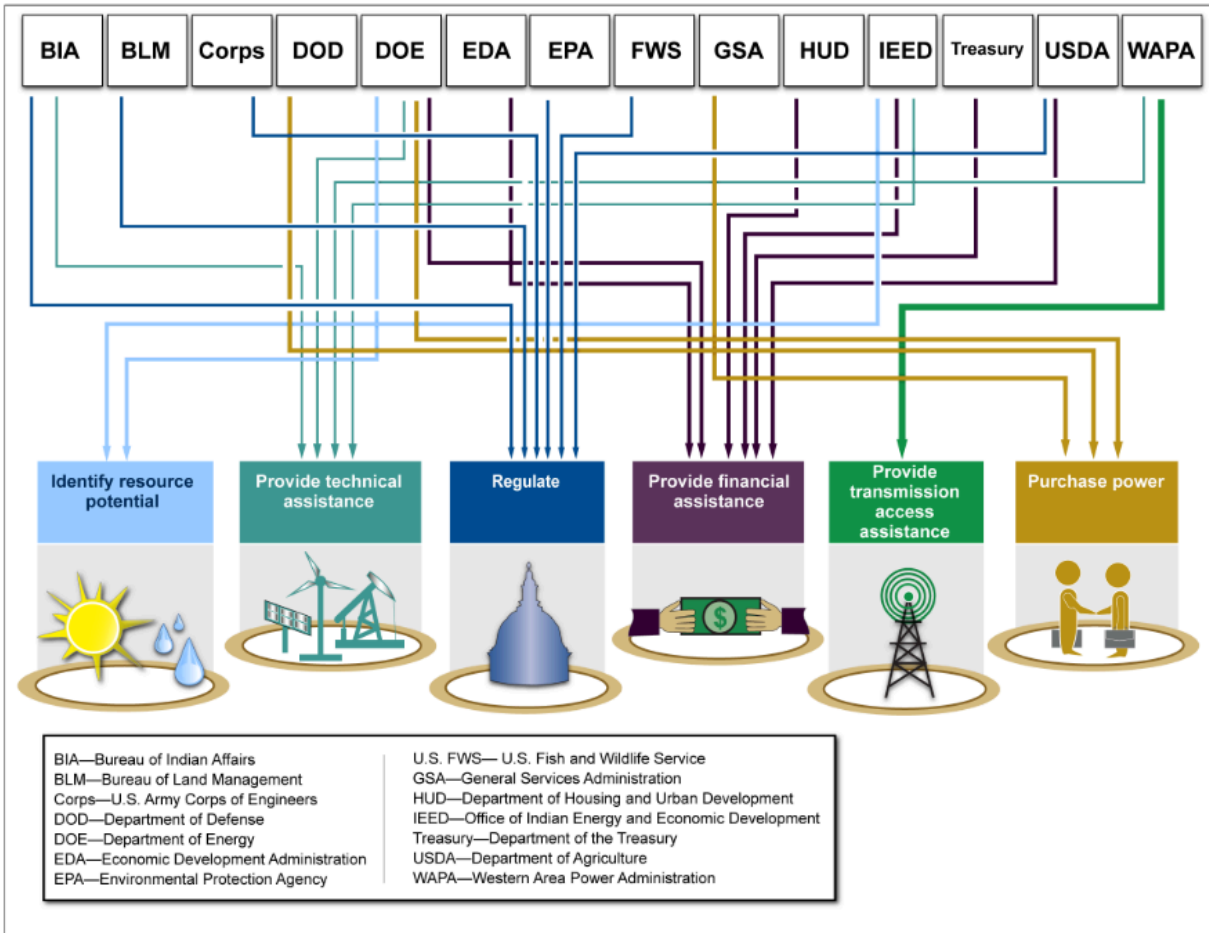 BIA
BLM
Corps
DOD
DOE
EDA
EPA
FWS
GSA
HUD
IEED
Treasury
USDA
WAPA
Identify resource
potential
Provide technical
assistance
Regulate
Provide financial
assistance
Provide
transmission
access
assistance
Purchase power
$
BIA—Bureau of Indian Affairs
BLM—Bureau of Land Management
Corps—U.S. Army Corps of Engineers
DOD—Department of Defense
DOE—Department of Energy
EDA—Economic Development Administration
EPA—Environmental Protection Agency
U.S. FWS— U.S. Fish and Wildlife Service
GSA—General Services Administration
HUD—Department of Housing and Urban Development
IEED—Office of Indian Energy and Economic Development
Treasury—Department of the Treasury
USDA—Department of Agriculture
WAPA—Western Area Power Administration